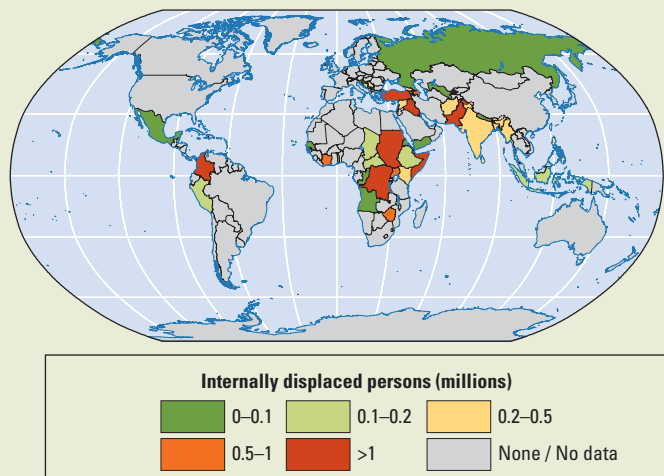 Internally displaced persons (millions)
0–0.1
0.1–0.2
0.2–0.5
0.5–1
>1
None / No data